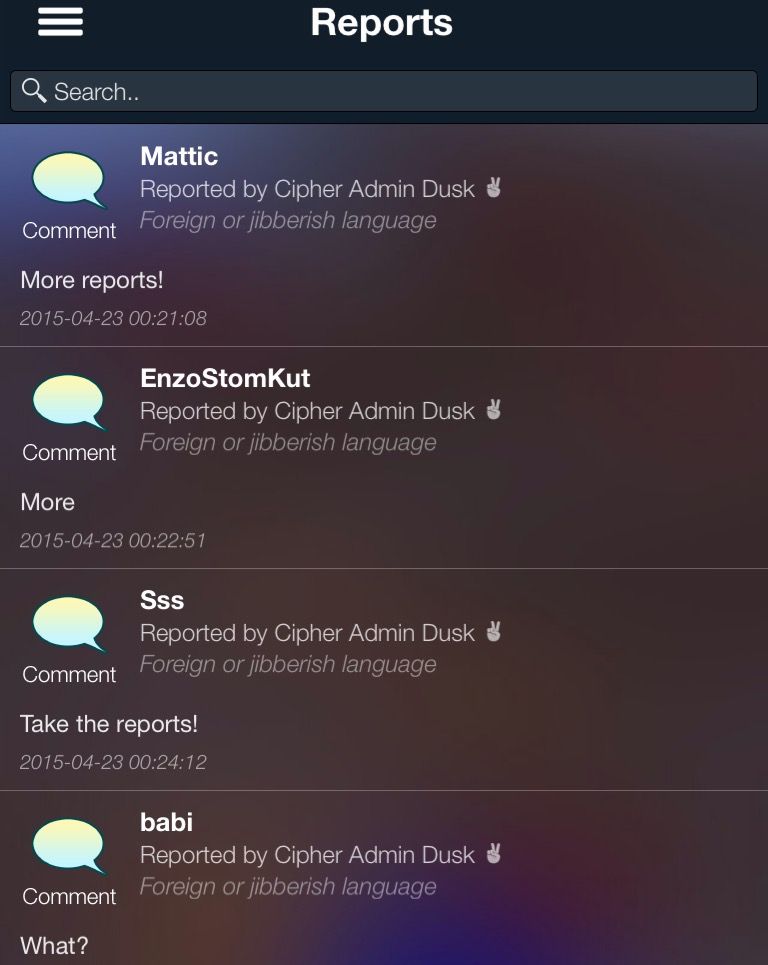 Reports
Search..
Mattic
Reported by Cipher Admin Dusk ✌
Foreign or jibberish language
Comment
More reports!
2015-04-23 00:21:08
EnzoStomKut
Reported by Cipher Admin Dusk ✌
Foreign or jibberish language
Comment
More
2015-04-23 00:22:51
Sss
Reported by Cipher Admin Dusk ✌
Foreign or jibberish language
Comment
Take the reports!
2015-04-23 00:24:12
babi
Reported by Cipher Admin Dusk ✌
Foreign or jibberish language
Comment
What?